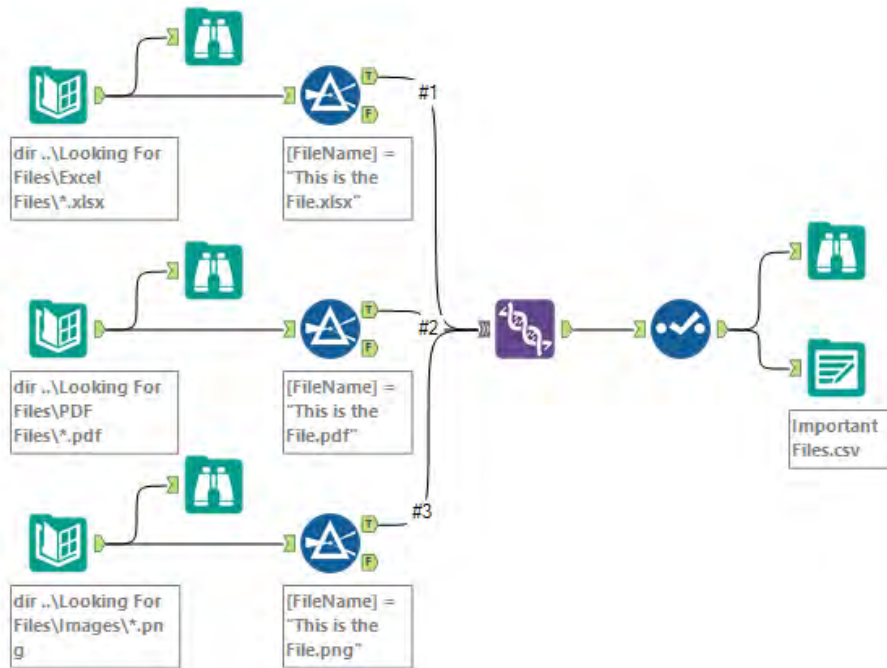 T
#1
F
dir ..\Looking For
Files\Excel
Files\*.xlsx
[FileName] =
"This is the
File.xlsx"
T
#2
F
dir ..\Looking For
Files\PDF
Files\*.pdf
[FileName] =
"This is the
File.pdf"
Important
Files.csv
T
#3
F
dir ..\Looking For
Files\Images\*.pn
g
[FileName] =
"This is the
File.png"